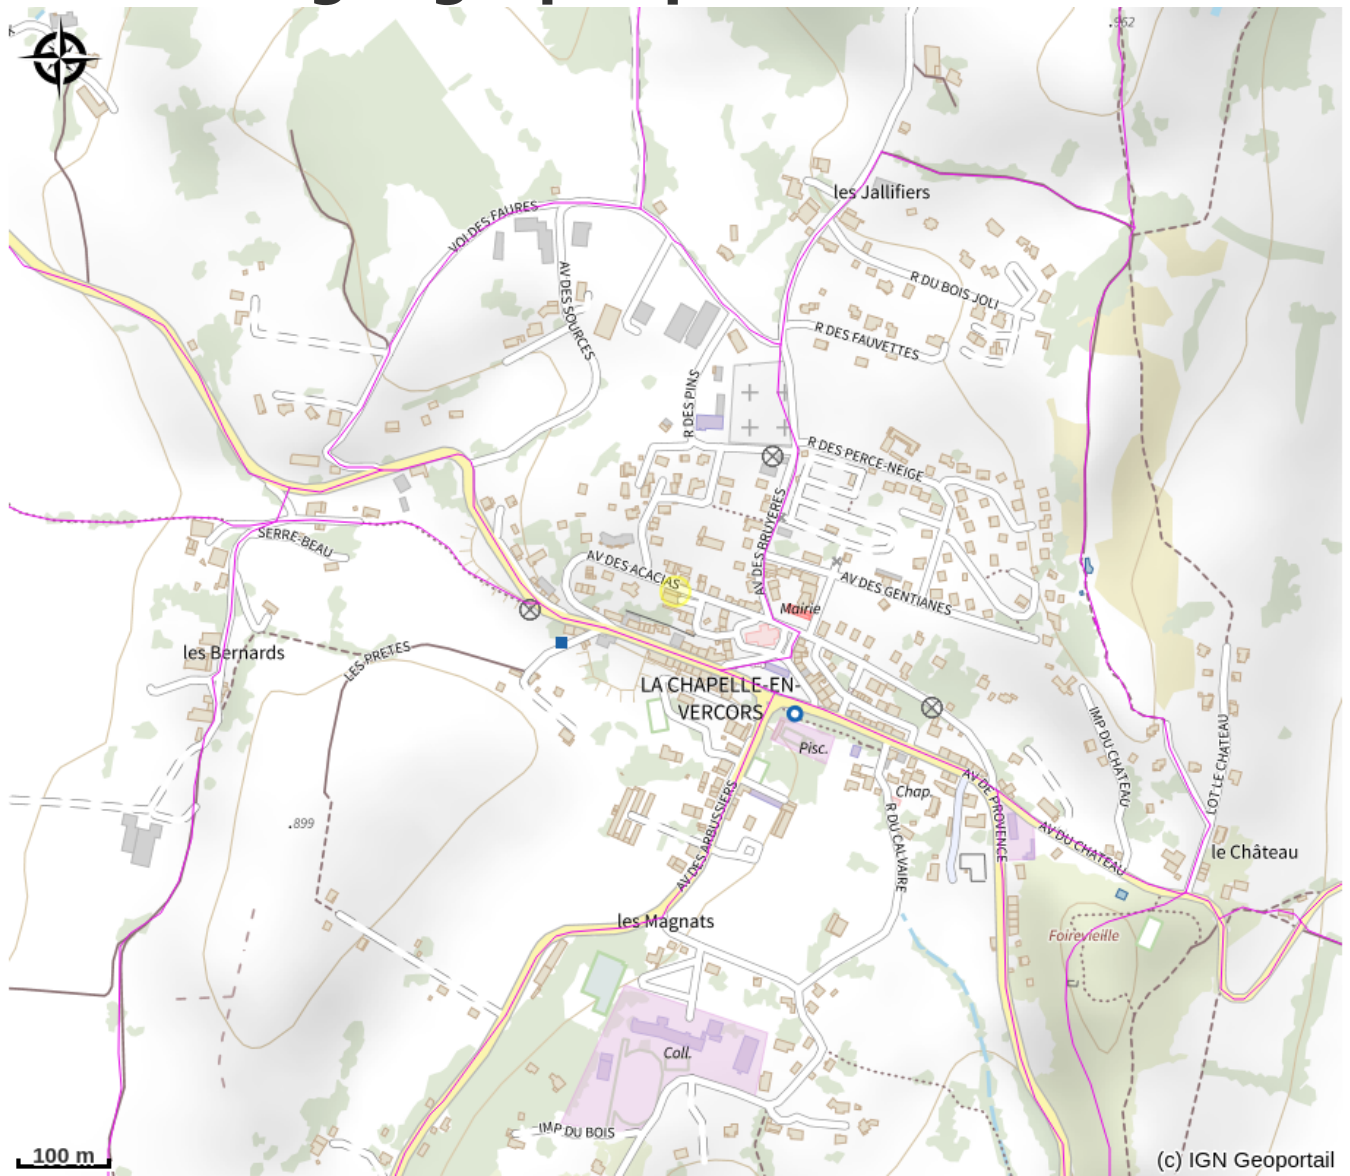 .962
les Jallifiers
VOI DES FAURES
AV DES SOURCES
R DU BOIS JOLI
R DES FAUVETTES
R DES PINS
R DES PERCE-NEIGE
AV DES BRUYERES
SERRE-BEAU
AV DES ACACIAS
AV DES GENTIANES
Mairie
les Bernards
LES PRETES
LA CHAPELLE-EN-
VERCORS
IMP DU CHATEAU
LOT LE CHATEAU
Pisc.
Chap.
AV DE PROVENCE
AV DES ARBUSSIERS
R DU CALVAIRE
.899
AV DU CHATEAU
le Château
les Magnats
Foirevieille
Coll.
IMP DU BOIS
100 m
(c) IGN Geoportail